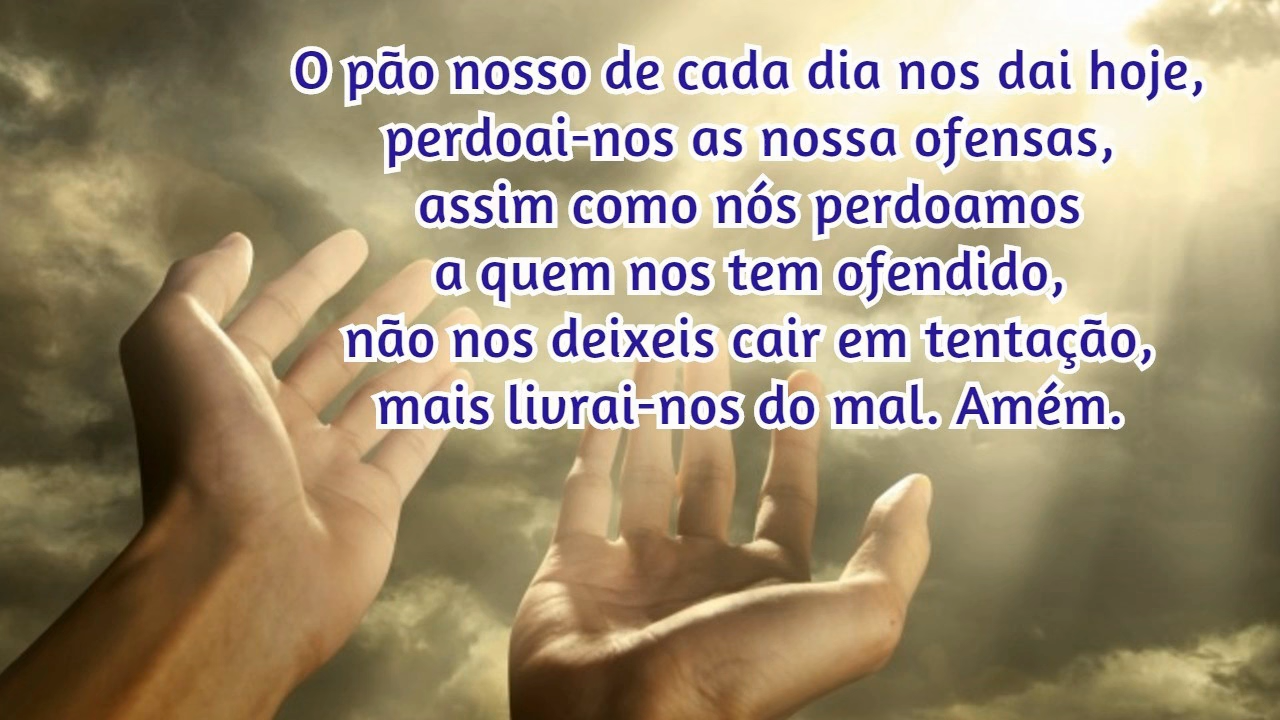 O pão nosso de cada dia nos dai hoje,
perdoai-nos as nossa ofensas,
assim como nós perdoamos
a quem nos tem ofendido,
não nos deixeis cair em tentação,
mais livrai-nos do mal. Amém.